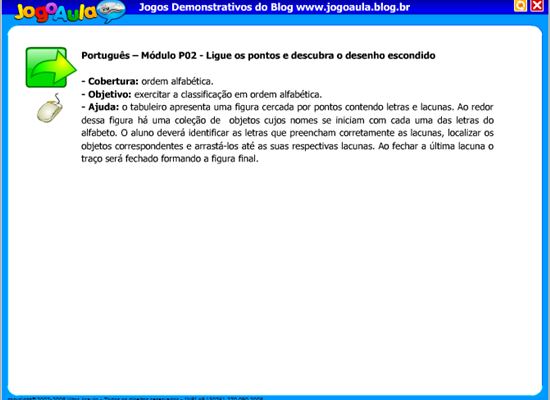 JogoAula
Jogos Demonstrativos do Blog www.jogoaula.blog.br
Português – Módulo P02 - Ligue os pontos e descubra o desenho escondido
- Cobertura: ordem alfabética.
- Objetivo: exercitar a classificação em ordem alfabética.
- Ajuda: o tabuleiro apresenta uma figura cercada por pontos contendo letras e lacunas. Ao redor
dessa figura há uma coleção de objetos cujos nomes se iniciam com cada uma das letras do
alfabeto. O aluno deverá identificar as letras que preencham corretamente as lacunas, localizar os
objetos correspondentes e arrastá-los até as suas respectivas lacunas. Ao fechar a última lacuna o
traço será fechado formando a figura final.